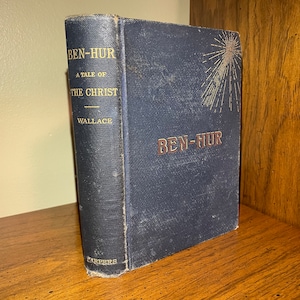 BEN-HUR
A TALE OF
THE CHRIST
WALLACE
HARPERS
BEN-HUR